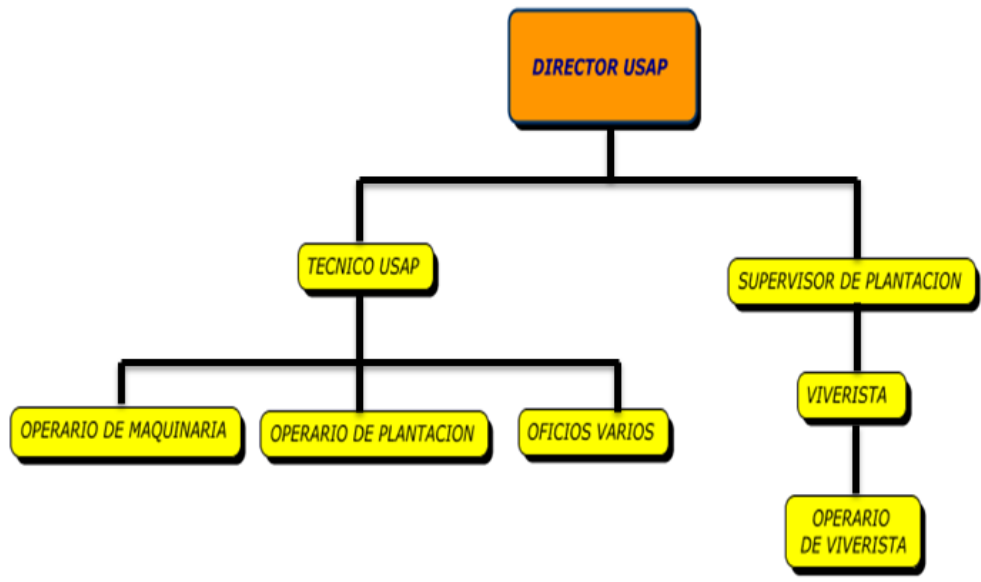 DIRECTOR USAP
TECNICO USAP
SUPERVISOR DE PLANTACION
VIVERISTA
OPERARIO DE MAQUINARIA
OPERARIO DE PLANTACION
OFICIOS VARIOS
OPERARIO
DE VIVERISTA